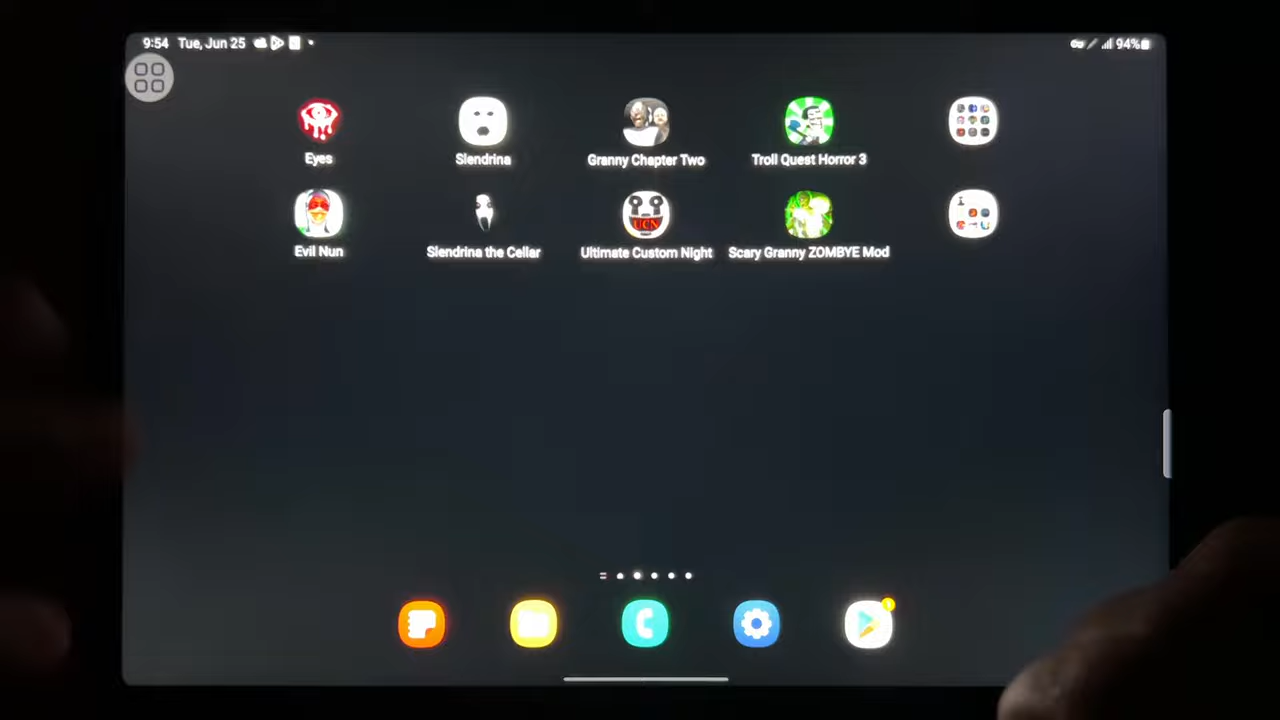 9:54 Tue, Jun 25 94%
Eyes Slendrina Granny Chapter Two Troll Quest Horror 3
UCN
Evil Nun Slendrina the Cellar Ultimate Custom Night Scary Granny ZOMBYE Mod